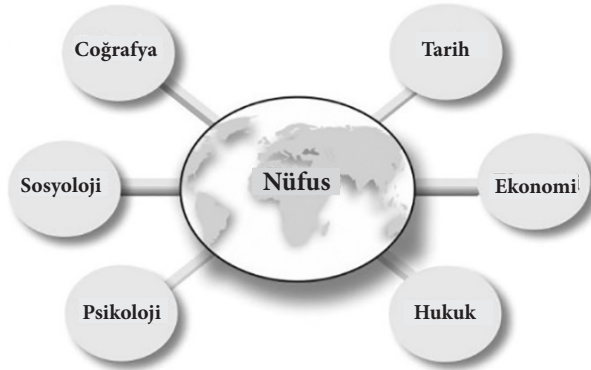 Coğrafya
Tarih
Sosyoloji
Nüfus
Ekonomi
Psikoloji
Hukuk